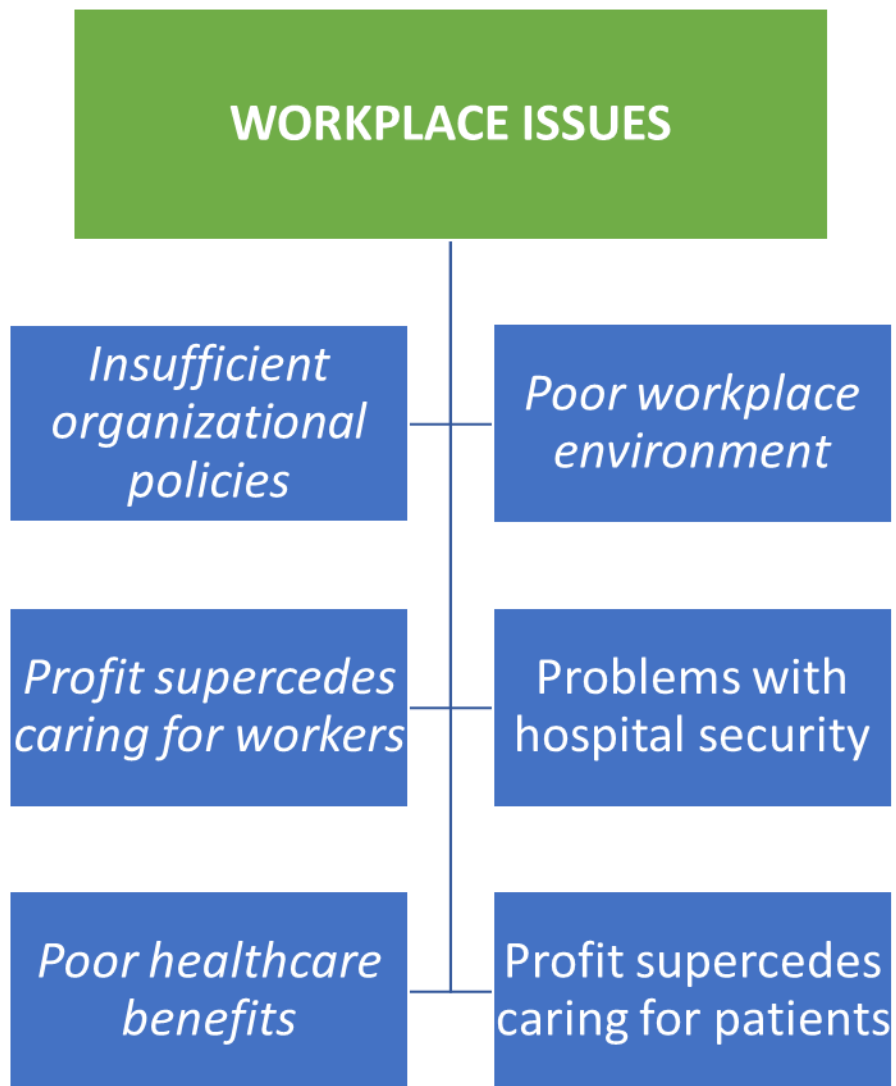 WORKPLACE ISSUES
Insufficient
organizational
policies
Poor workplace
environment
Profit supercedes
caring for workers
Problems with
hospital security
Poor healthcare
benefits
Profit supercedes
caring for patients